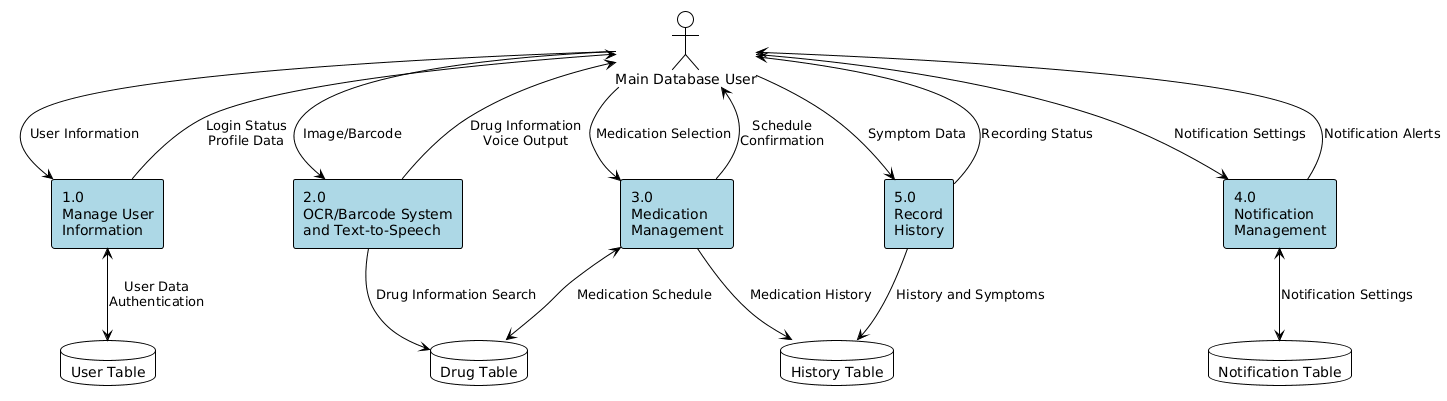 Main Database User
User Information
Login Status
Profile Data
Image/Barcode
Drug Information
Voice Output
Medication Selection
Schedule
Confirmation
Symptom Data
Recording Status
Notification Settings
Notification Alerts
1.0
Manage User
Information
2.0
OCR/Barcode System
and Text-to-Speech
3.0
Medication
Management
5.0
Record
History
4.0
Notification
Management
User Data
Authentication
Drug Information Search
Medication Schedule
Medication History
History and Symptoms
Notification Settings
User Table
Drug Table
History Table
Notification Table